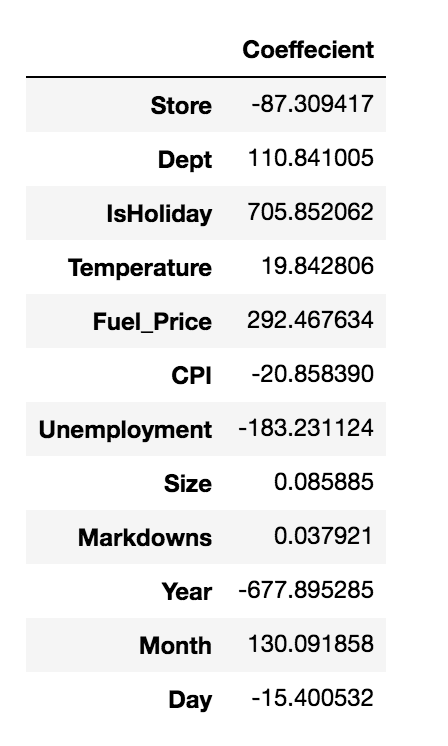 Coeffecient
Store -87.309417
Dept 110.841005
IsHoliday 705.852062
Temperature 19.842806
Fuel_Price 292.467634
CPI -20.858390
Unemployment -183.231124
Size 0.085885
Markdowns 0.037921
Year -677.895285
Month 130.091858
Day -15.400532